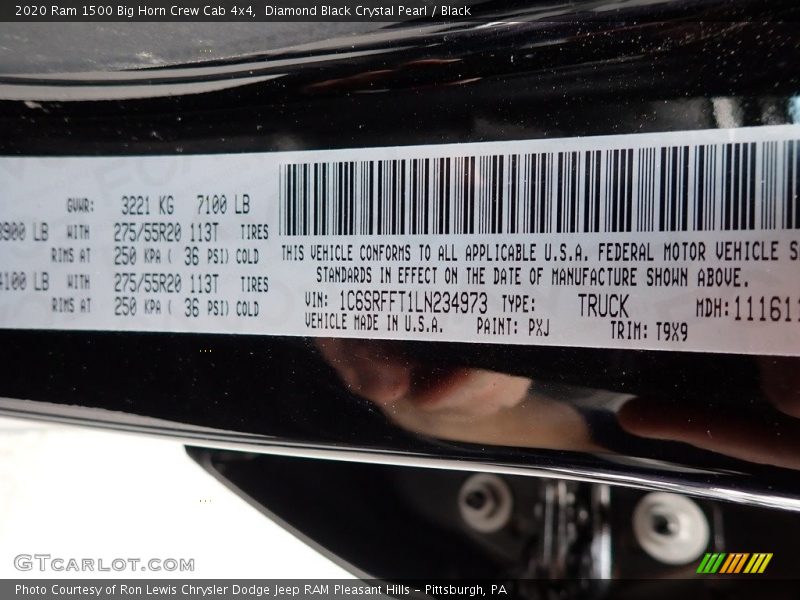 2020 Ram 1500 Big Horn Crew Cab 4x4,  Diamond Black Crystal Pearl / Black
GVWR: 3221 KG 7100 LB
LB WITH 275/55R20 113T TIRES
RIMS AT 250 KPA ( 36 PSI) COLD
LB WITH 275/55R20 113T TIRES
RIMS AT 250 KPA ( 36 PSI) COLD
THIS VEHICLE CONFORMS TO ALL APPLICABLE U.S.A. FEDERAL MOTOR VEHICLE
STANDARDS IN EFFECT ON THE DATE OF MANUFACTURE SHOWN ABOVE.
VIN: 1C6SRFFT1LN234973 TYPE: TRUCK MDH:
VEHICLE MADE IN U.S.A. PAINT: PXJ TRIM: T9X9
GTcarlot.com
Photo Courtesy of Ron Lewis Chrysler Dodge Jeep RAM Pleasant Hills - Pittsburgh, PA